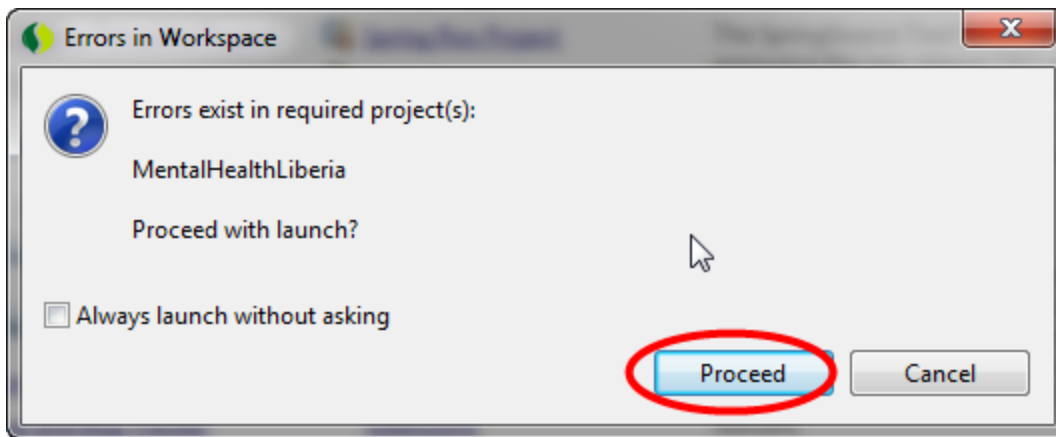 Errors in Workspace
Errors exist in required project(s):
MentalHealthLiberia
Proceed with launch?
Always launch without asking
Proceed Cancel